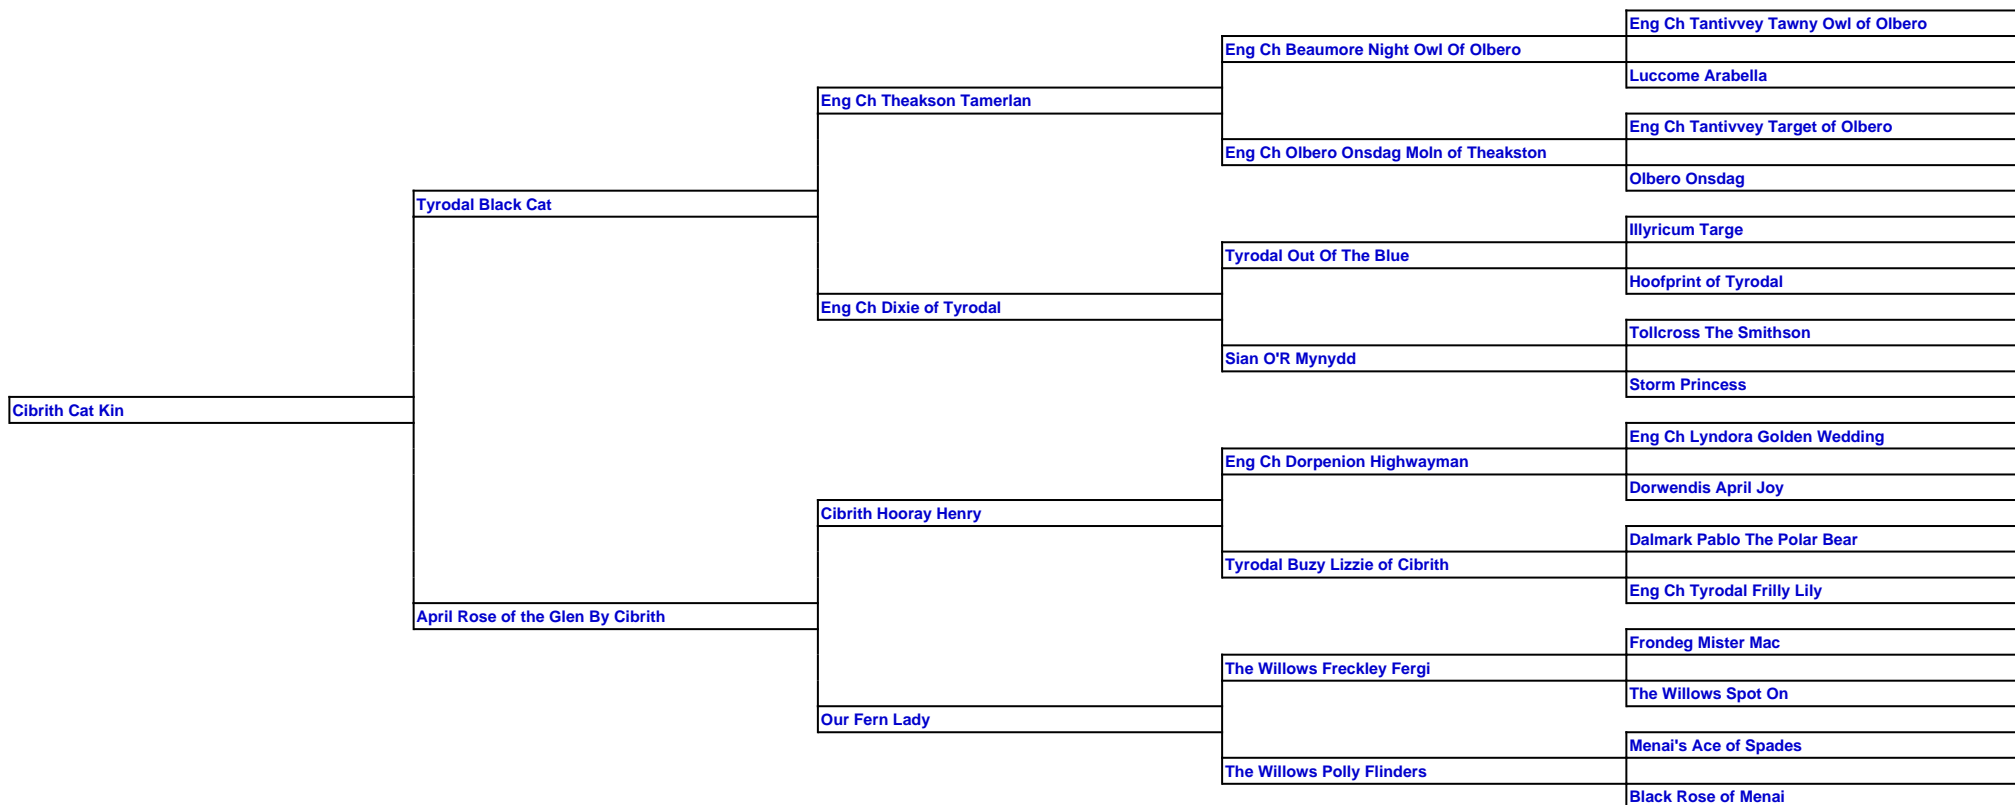 Eng Ch Tantivvey Tawny Owl of Olbero
Eng Ch Beaumore Night Owl Of Olbero
Luccome Arabella
Eng Ch Theakson Tamerlan
Eng Ch Tantivvey Target of Olbero
Eng Ch Olbero Onsdag Moln of Theakston
Olbero Onsdag
Tyrodal Black Cat
Illyricum Targe
Tyrodal Out Of The Blue
Hoofprint of Tyrodal
Eng Ch Dixie of Tyrodal
Tollcross The Smithson
Sian O'R Mynydd
Storm Princess
Cibrith Cat Kin
Eng Ch Lyndora Golden Wedding
Eng Ch Dorpenion Highwayman
Dorwendis April Joy
Cibrith Hooray Henry
Dalmark Pablo The Polar Bear
Tyrodal Buzy Lizzie of Cibrith
Eng Ch Tyrodal Frilly Lily
April Rose of the Glen By Cibrith
Frondeg Mister Mac
The Willows Freckley Fergi
The Willows Spot On
Our Fern Lady
Menai's Ace of Spades
The Willows Polly Flinders
Black Rose of Menai